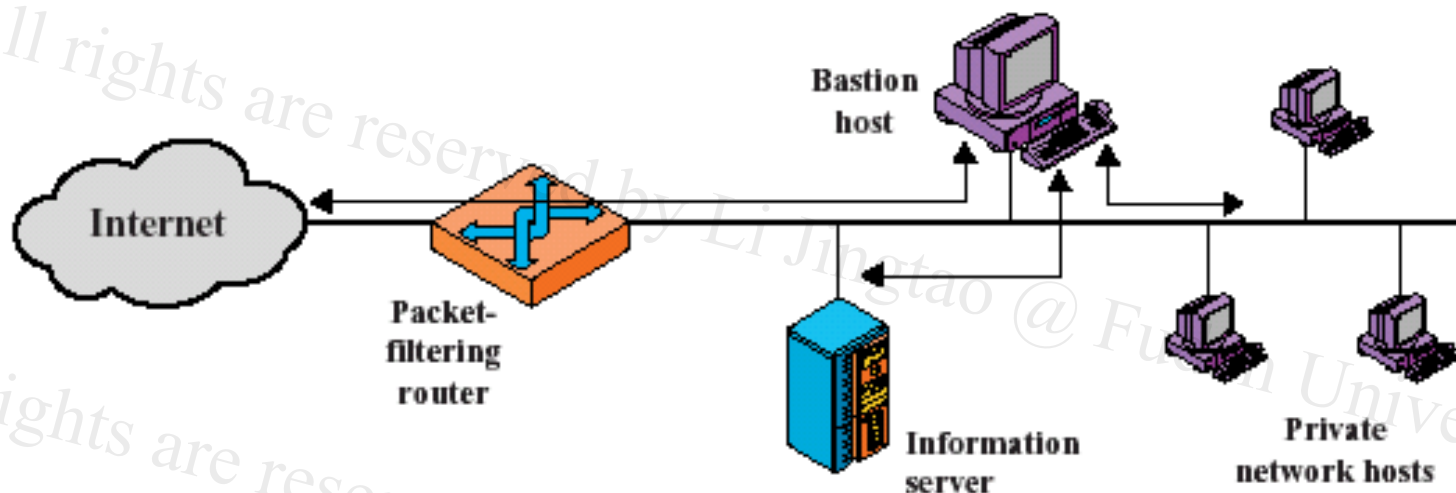 ll rights are reserved by Li Jingtao @ Fudan Unive
Bastion
host
Internet
Packet-
filtering
router
Information
server
Private
network hosts
ights are rese